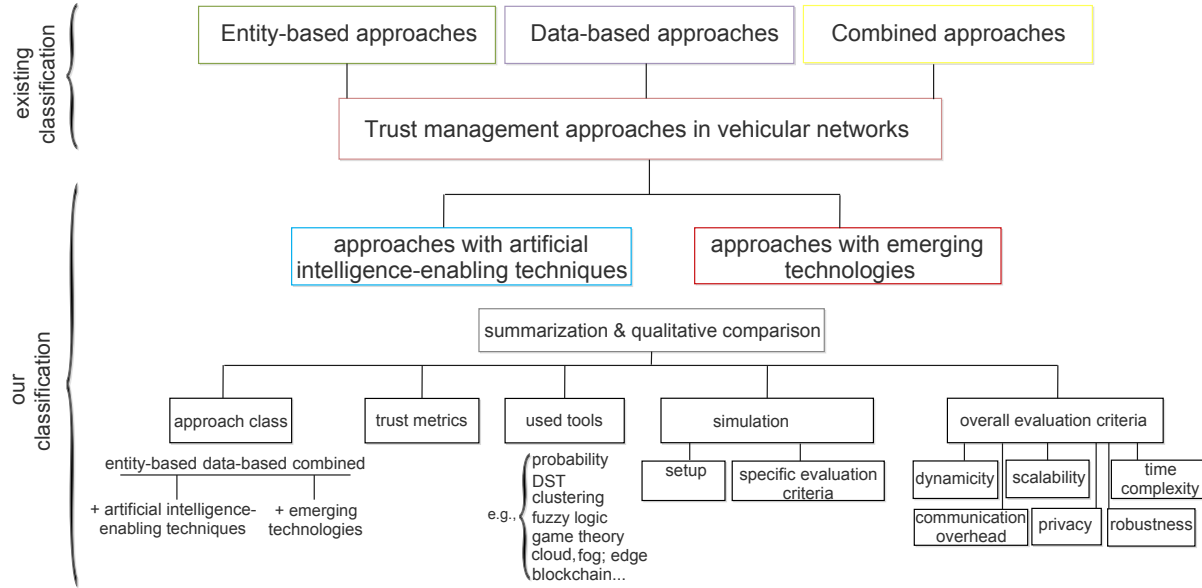 existing
classification
Entity-based approaches
Data-based approaches
Combined approaches
Trust management approaches in vehicular networks
our
classification
approaches with artificial
intelligence-enabling techniques
approaches with emerging
technologies
summarization & qualitative comparison
approach class
trust metrics
used tools
simulation
overall evaluation criteria
entity-based data-based combined
+ artificial intelligence-
enabling techniques
+ emerging
technologies
e.g.,
probability
DST
clustering
fuzzy logic
game theory
cloud, fog; edge
blockchain...
setup
specific evaluation
criteria
dynamicity
scalability
time
complexity
communication
overhead
privacy
robustness